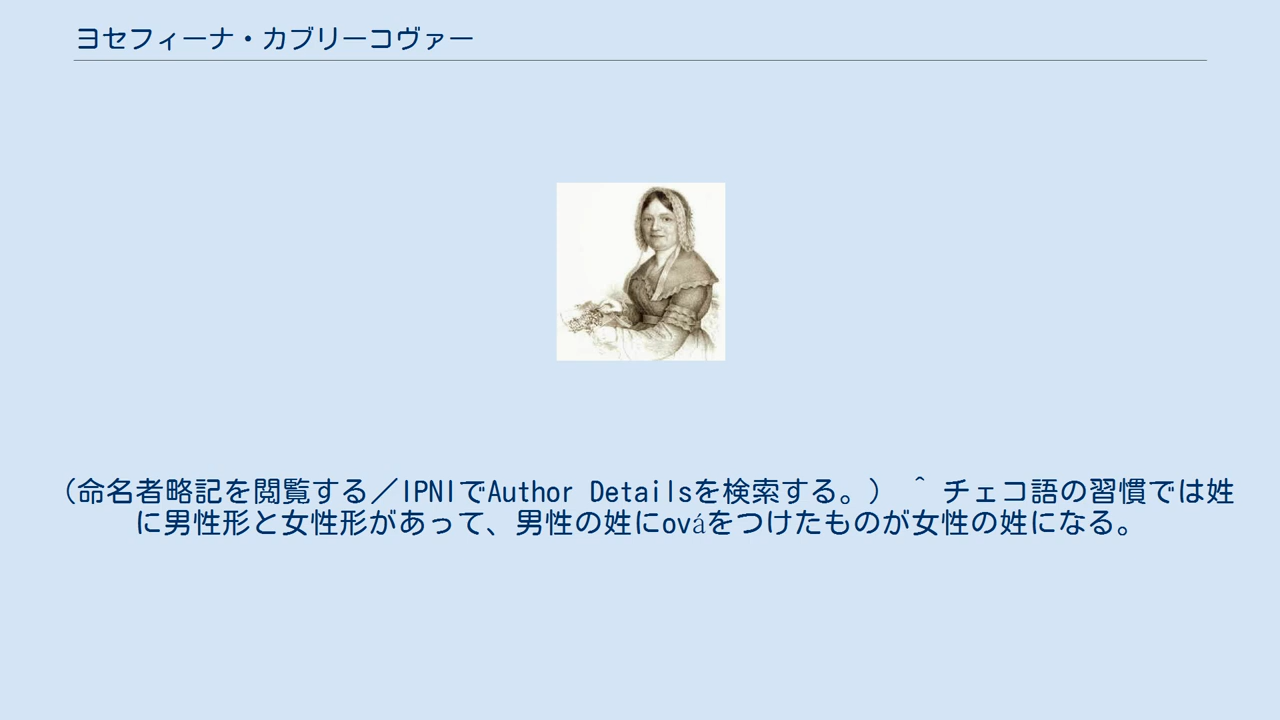 ヨセフィーナ・カブリーコヴァー
（命名者略記を閲覧する／IPNIでAuthor Detailsを検索する。） ^ チェコ語の習慣では姓
に男性形と女性形があって、男性の姓にováをつけたものが女性の姓になる。